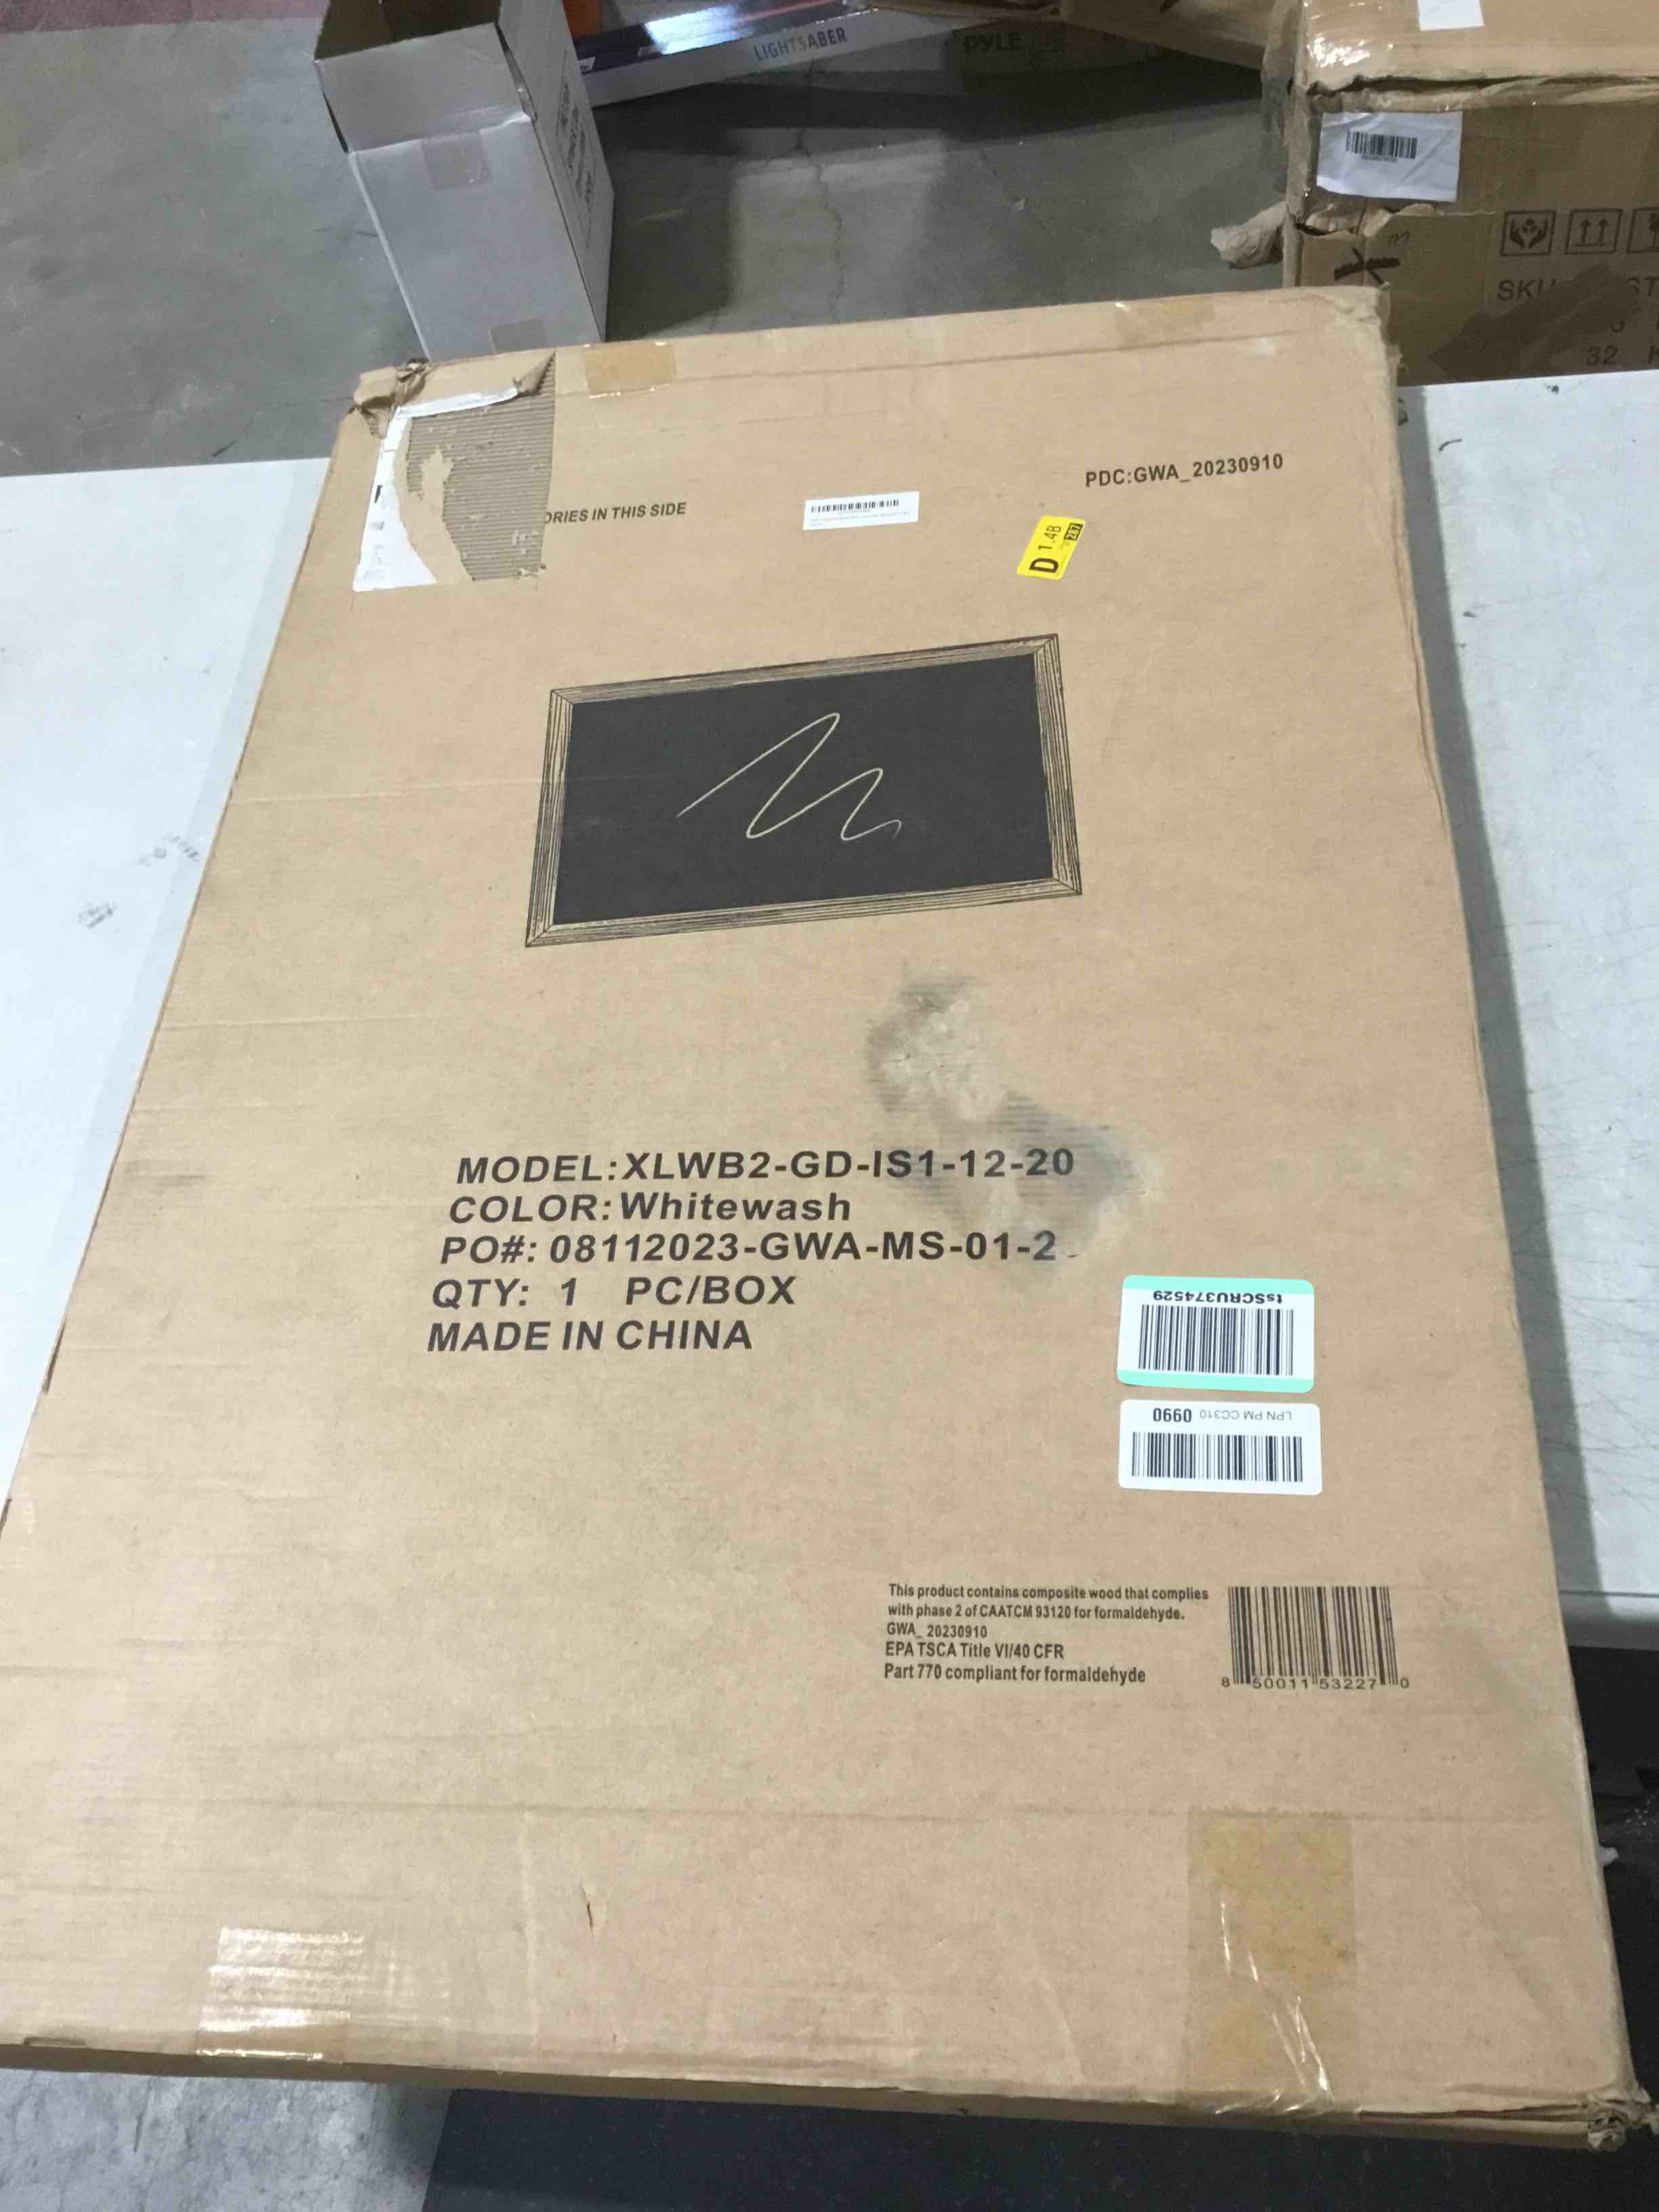 LIGHTSABER
PYLE
SKU
32
PDC:GWA_20230910
ORIES IN THIS SIDE
D 1.4B
287
MODEL:XLWB2-GD-IS1-12-20
COLOR:Whitewash
PO#: 08112023-GWA-MS-01-2
QTY: 1 PC/BOX
MADE IN CHINA
tsSCRU374529
LPN PM CC310 0990
This product contains composite wood that complies
with phase 2 of CAATCM 93120 for formaldehyde.
GWA_ 20230910
EPA TSCA Title VI/40 CFR
Part 770 compliant for formaldehyde
8 50011 53227 0